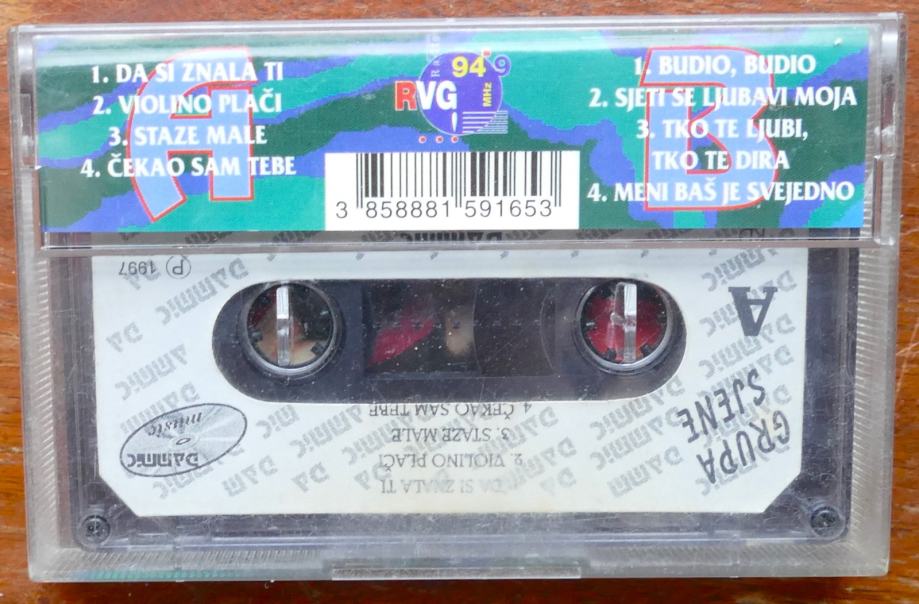 A
1. DA SI ZNALA TI
2. VIOLINO PLAČI
3. STAZE MALE
4. ČEKAO SAM TEBE
RADIO
94.9
MHz
RVG
3 858881 591653
B
1. BUDIO, BUDIO
2. SJETI SE LJUBAVI MOJA
3. TKO TE LJUBI,
TKO TE DIRA
4. MENI BAŠ JE SVEJEDNO
℗ 1997
A
GRUPA
SJENE
DA SI ZNALA TI
2. VIOLINO PLAČI
3. STAZE MALE
4 ČEKAO SAM TEBE
Dammic
music